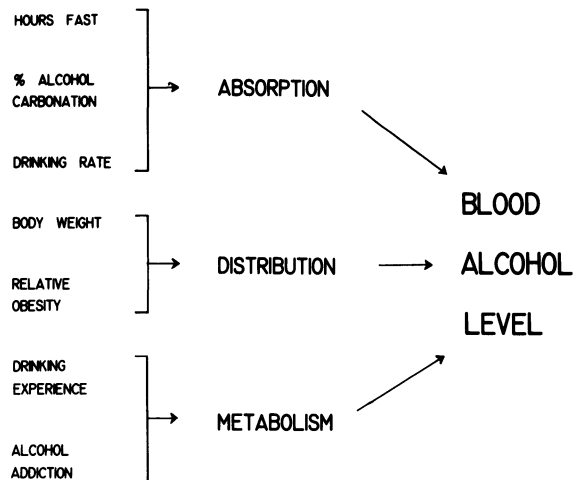 HOURS FAST
% ALCOHOL
CARBONATION
DRINKING RATE
ABSORPTION
BODY WEIGHT
RELATIVE
OBESITY
DISTRIBUTION
DRINKING
EXPERIENCE
ALCOHOL
ADDICTION
METABOLISM
BLOOD
ALCOHOL
LEVEL